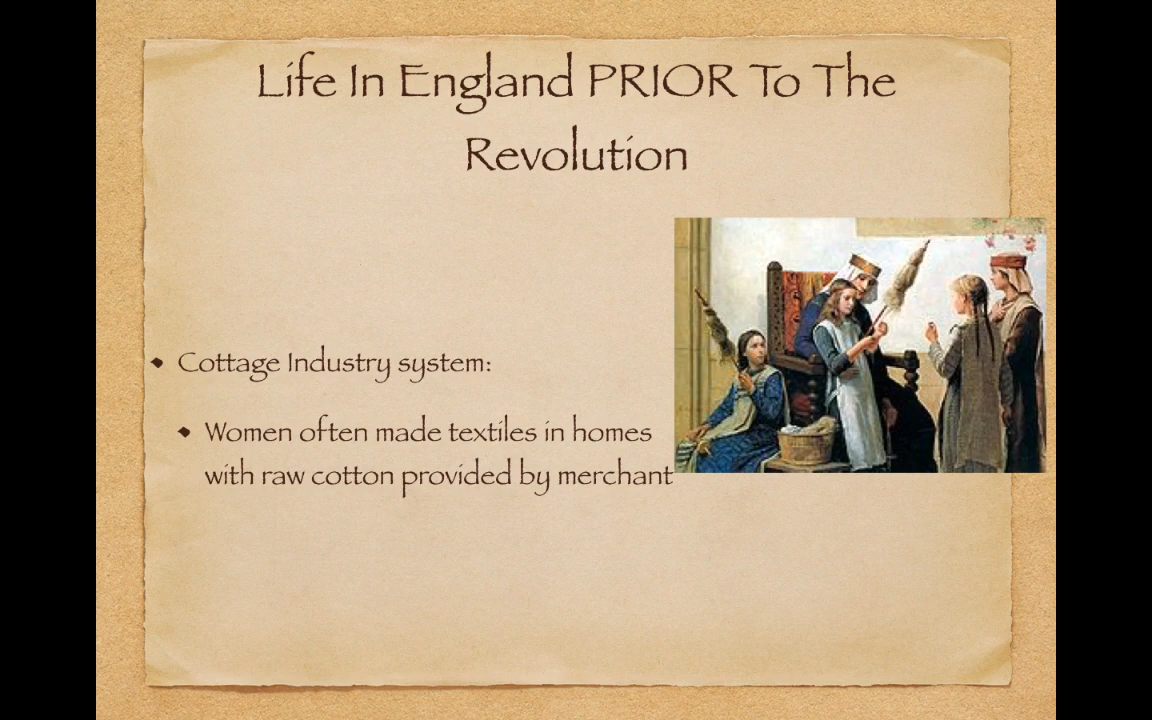 Life In England PRIOR To The
Revolution
• Cottage Industry system:
• Women often made textiles in homes
with raw cotton provided by merchant